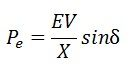 Pₑ = EV/X sinδ